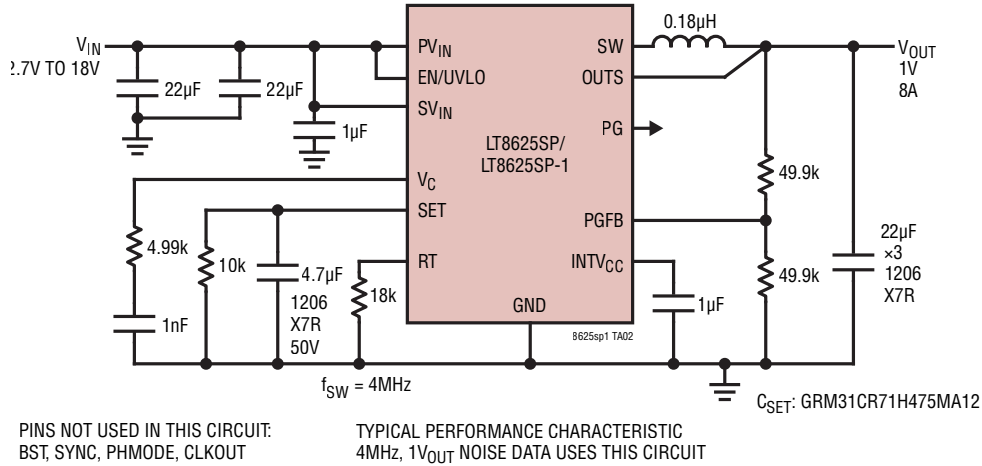 V_IN
2.7V TO 18V
22µF
22µF
1µF
PV_IN
EN/UVLO
SV_IN
LT8625SP/
LT8625SP-1
V_C
SET
RT
GND
SW
OUTS
PG
PGFB
INTV_CC
0.18µH
V_OUT
1V
8A
49.9k
49.9k
22µF
×3
1206
X7R
4.99k
1nF
10k
4.7µF
1206
X7R
50V
18k
1µF
8625sp1 TA02
f_SW = 4MHz
C_SET: GRM31CR71H475MA12
PINS NOT USED IN THIS CIRCUIT:
BST, SYNC, PHMODE, CLKOUT
TYPICAL PERFORMANCE CHARACTERISTIC
4MHz, 1V_OUT NOISE DATA USES THIS CIRCUIT